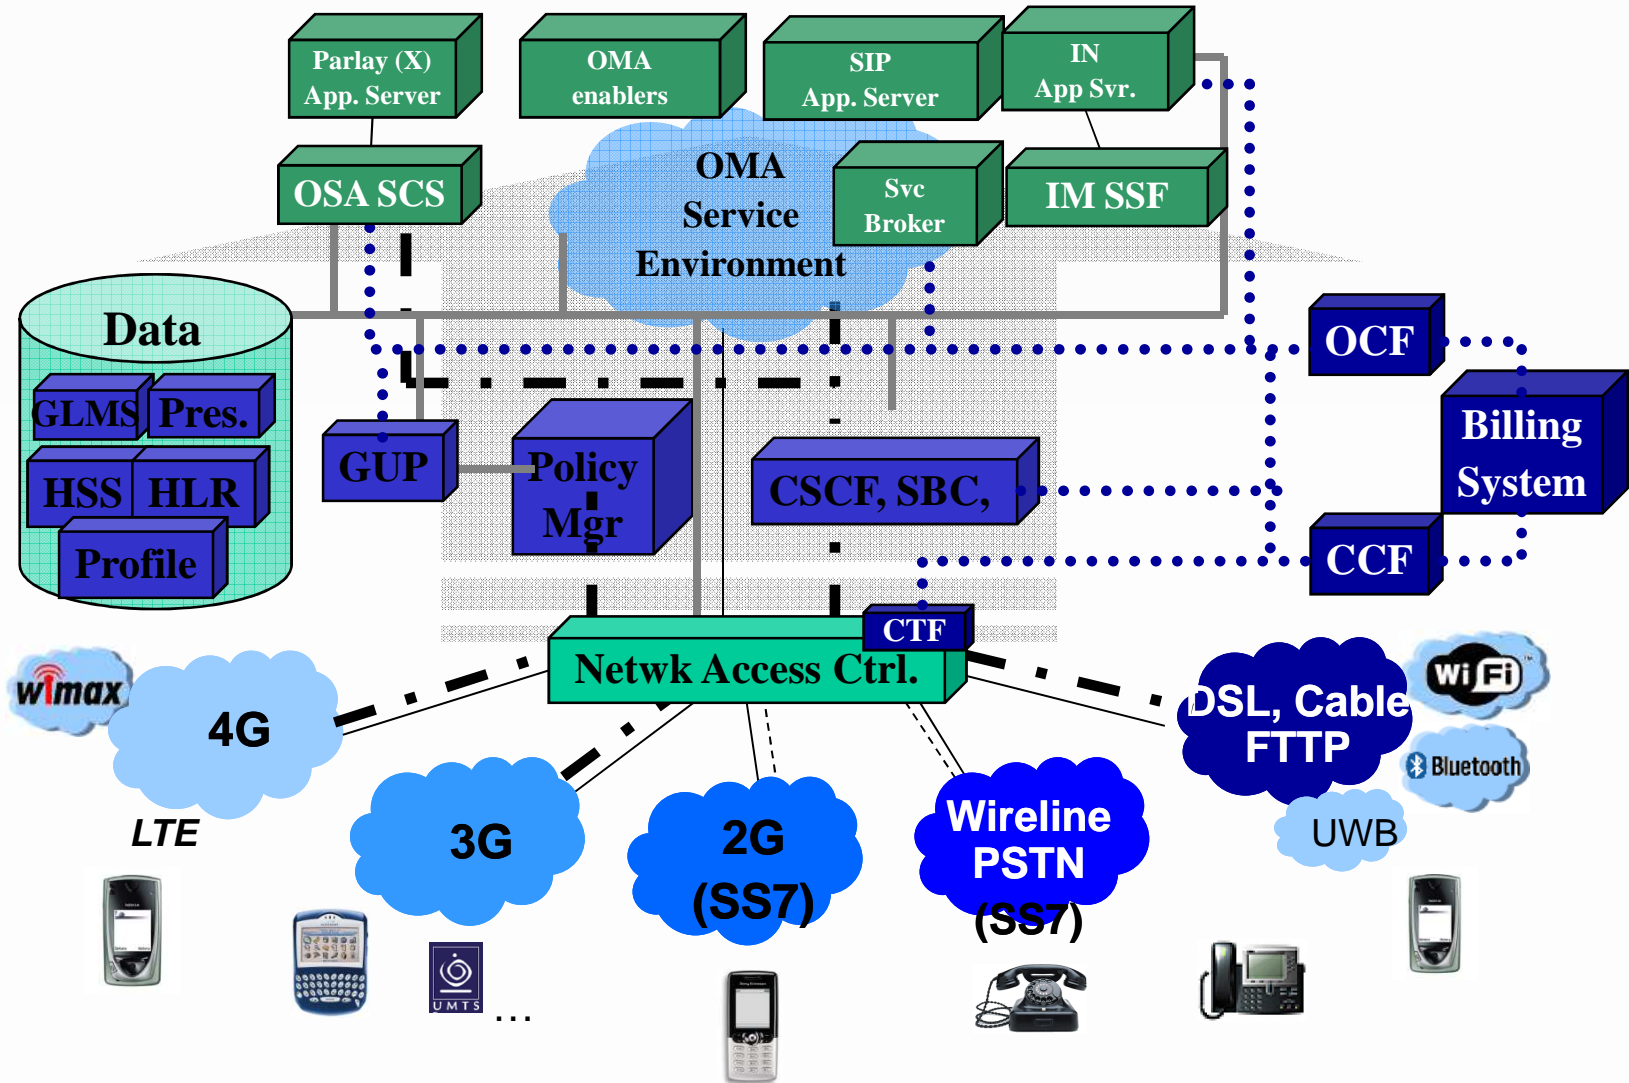 Parlay (X)
App. Server
OMA
enablers
SIP
App. Server
IN
App Svr.
OSA SCS
OMA
Service
Environment
Svc
Broker
IM SSF
Data
GLMS
Pres.
HSS
HLR
Profile
GUP
Policy
Mgr
CSCF, SBC,
OCF
Billing
System
CCF
CTF
Netwk Access Ctrl.
wimax
4G
LTE
3G
2G
(SS7)
Wireline
PSTN
(SS7)
DSL, Cable
FTTP
Wi Fi
Bluetooth
UWB
UMTS
...